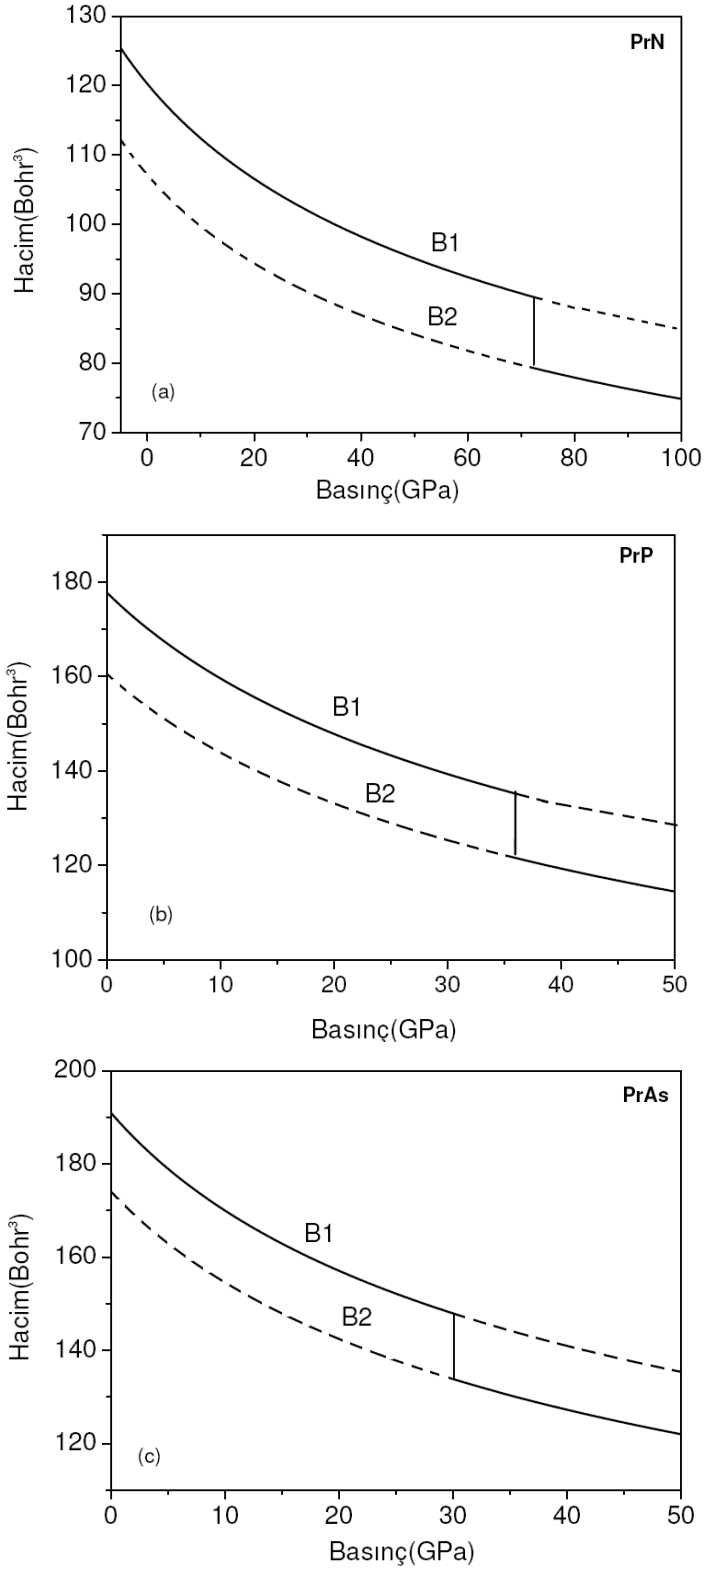 130
120
110
100
90
80
70
Hacim(Bohr³)
PrN
B1
B2
(a)
0 20 40 60 80 100
Basınç(GPa)
180
160
140
120
100
Hacim(Bohr³)
PrP
B1
B2
(b)
0 10 20 30 40 50
Basınç(GPa)
200
180
160
140
120
Hacim(Bohr³)
PrAs
B1
B2
(c)
0 10 20 30 40 50
Basınç(GPa)